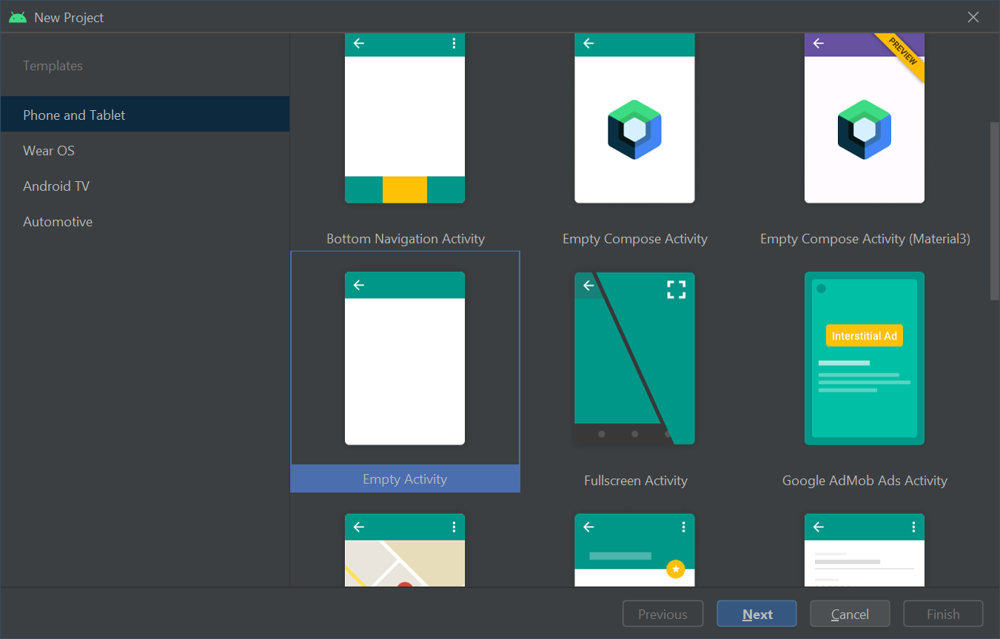 New Project
Templates
Phone and Tablet
Wear OS
Android TV
Automotive
PREVIEW
Bottom Navigation Activity
Empty Compose Activity
Empty Compose Activity (Material3)
Interstitial Ad
Empty Activity
Fullscreen Activity
Google AdMob Ads Activity
Previous
Next
Cancel
Finish